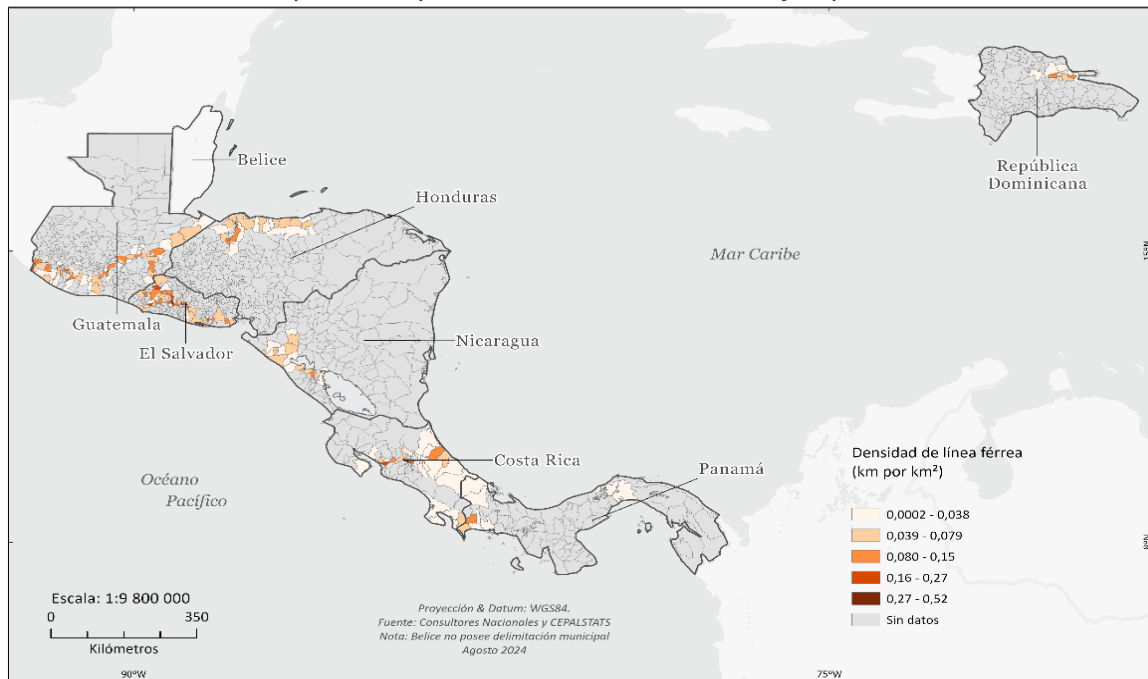 Belice
Honduras
República
Dominicana
Mar Caribe
15°N
Guatemala
El Salvador
Nicaragua
Costa Rica
Panamá
Océano
Pacífico
Densidad de línea férrea
(km por km²)
0,0002 - 0,038
0,039 - 0,079
0,080 - 0,15
0,16 - 0,27
0,27 - 0,52
Sin datos
8°N
Escala: 1:9 800 000
0 350
Kilómetros
Proyección & Datum: WGS84.
Fuente: Consultores Nacionales y CEPALSTATS
Nota: Belice no posee delimitación municipal
Agosto 2024
90°W
75°W